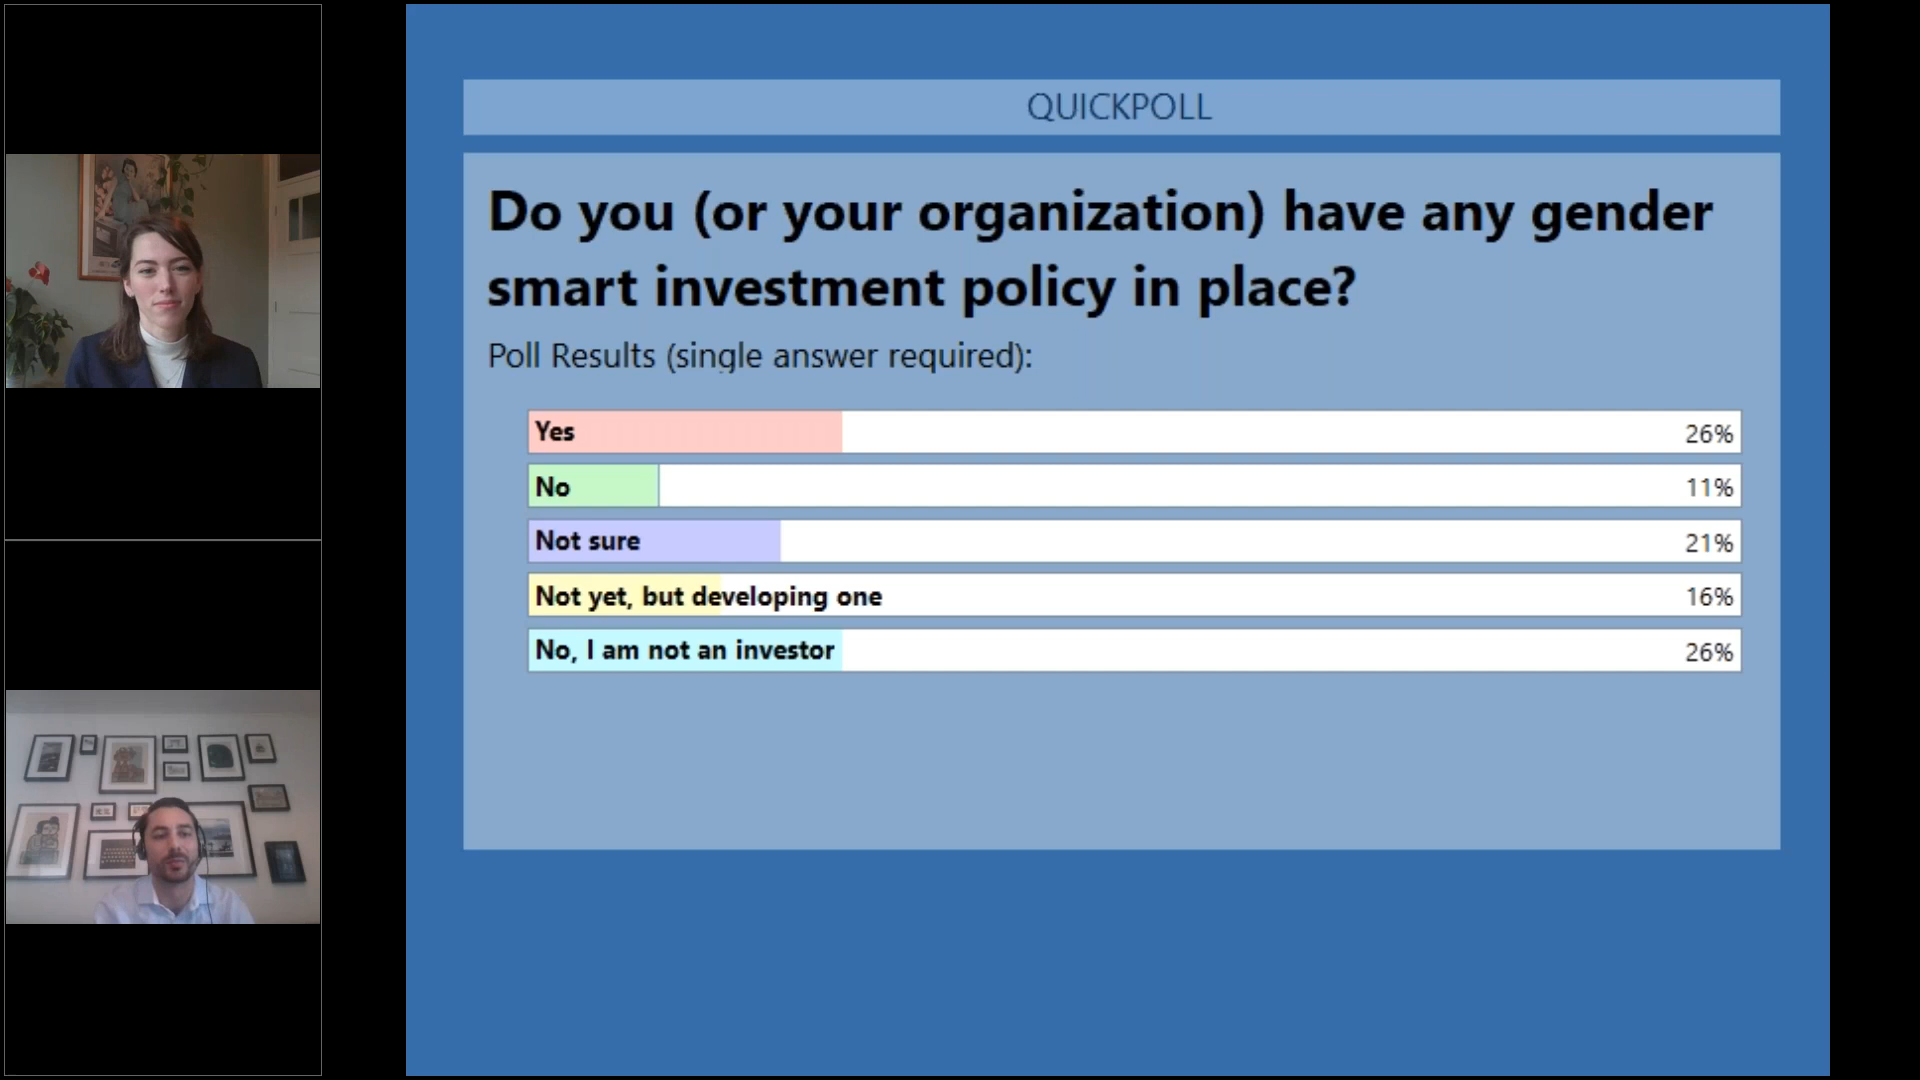 QUICKPOLL
Do you (or your organization) have any gender
smart investment policy in place?
Poll Results (single answer required):
Yes 26%
No 11%
Not sure 21%
Not yet, but developing one 16%
No, I am not an investor 26%